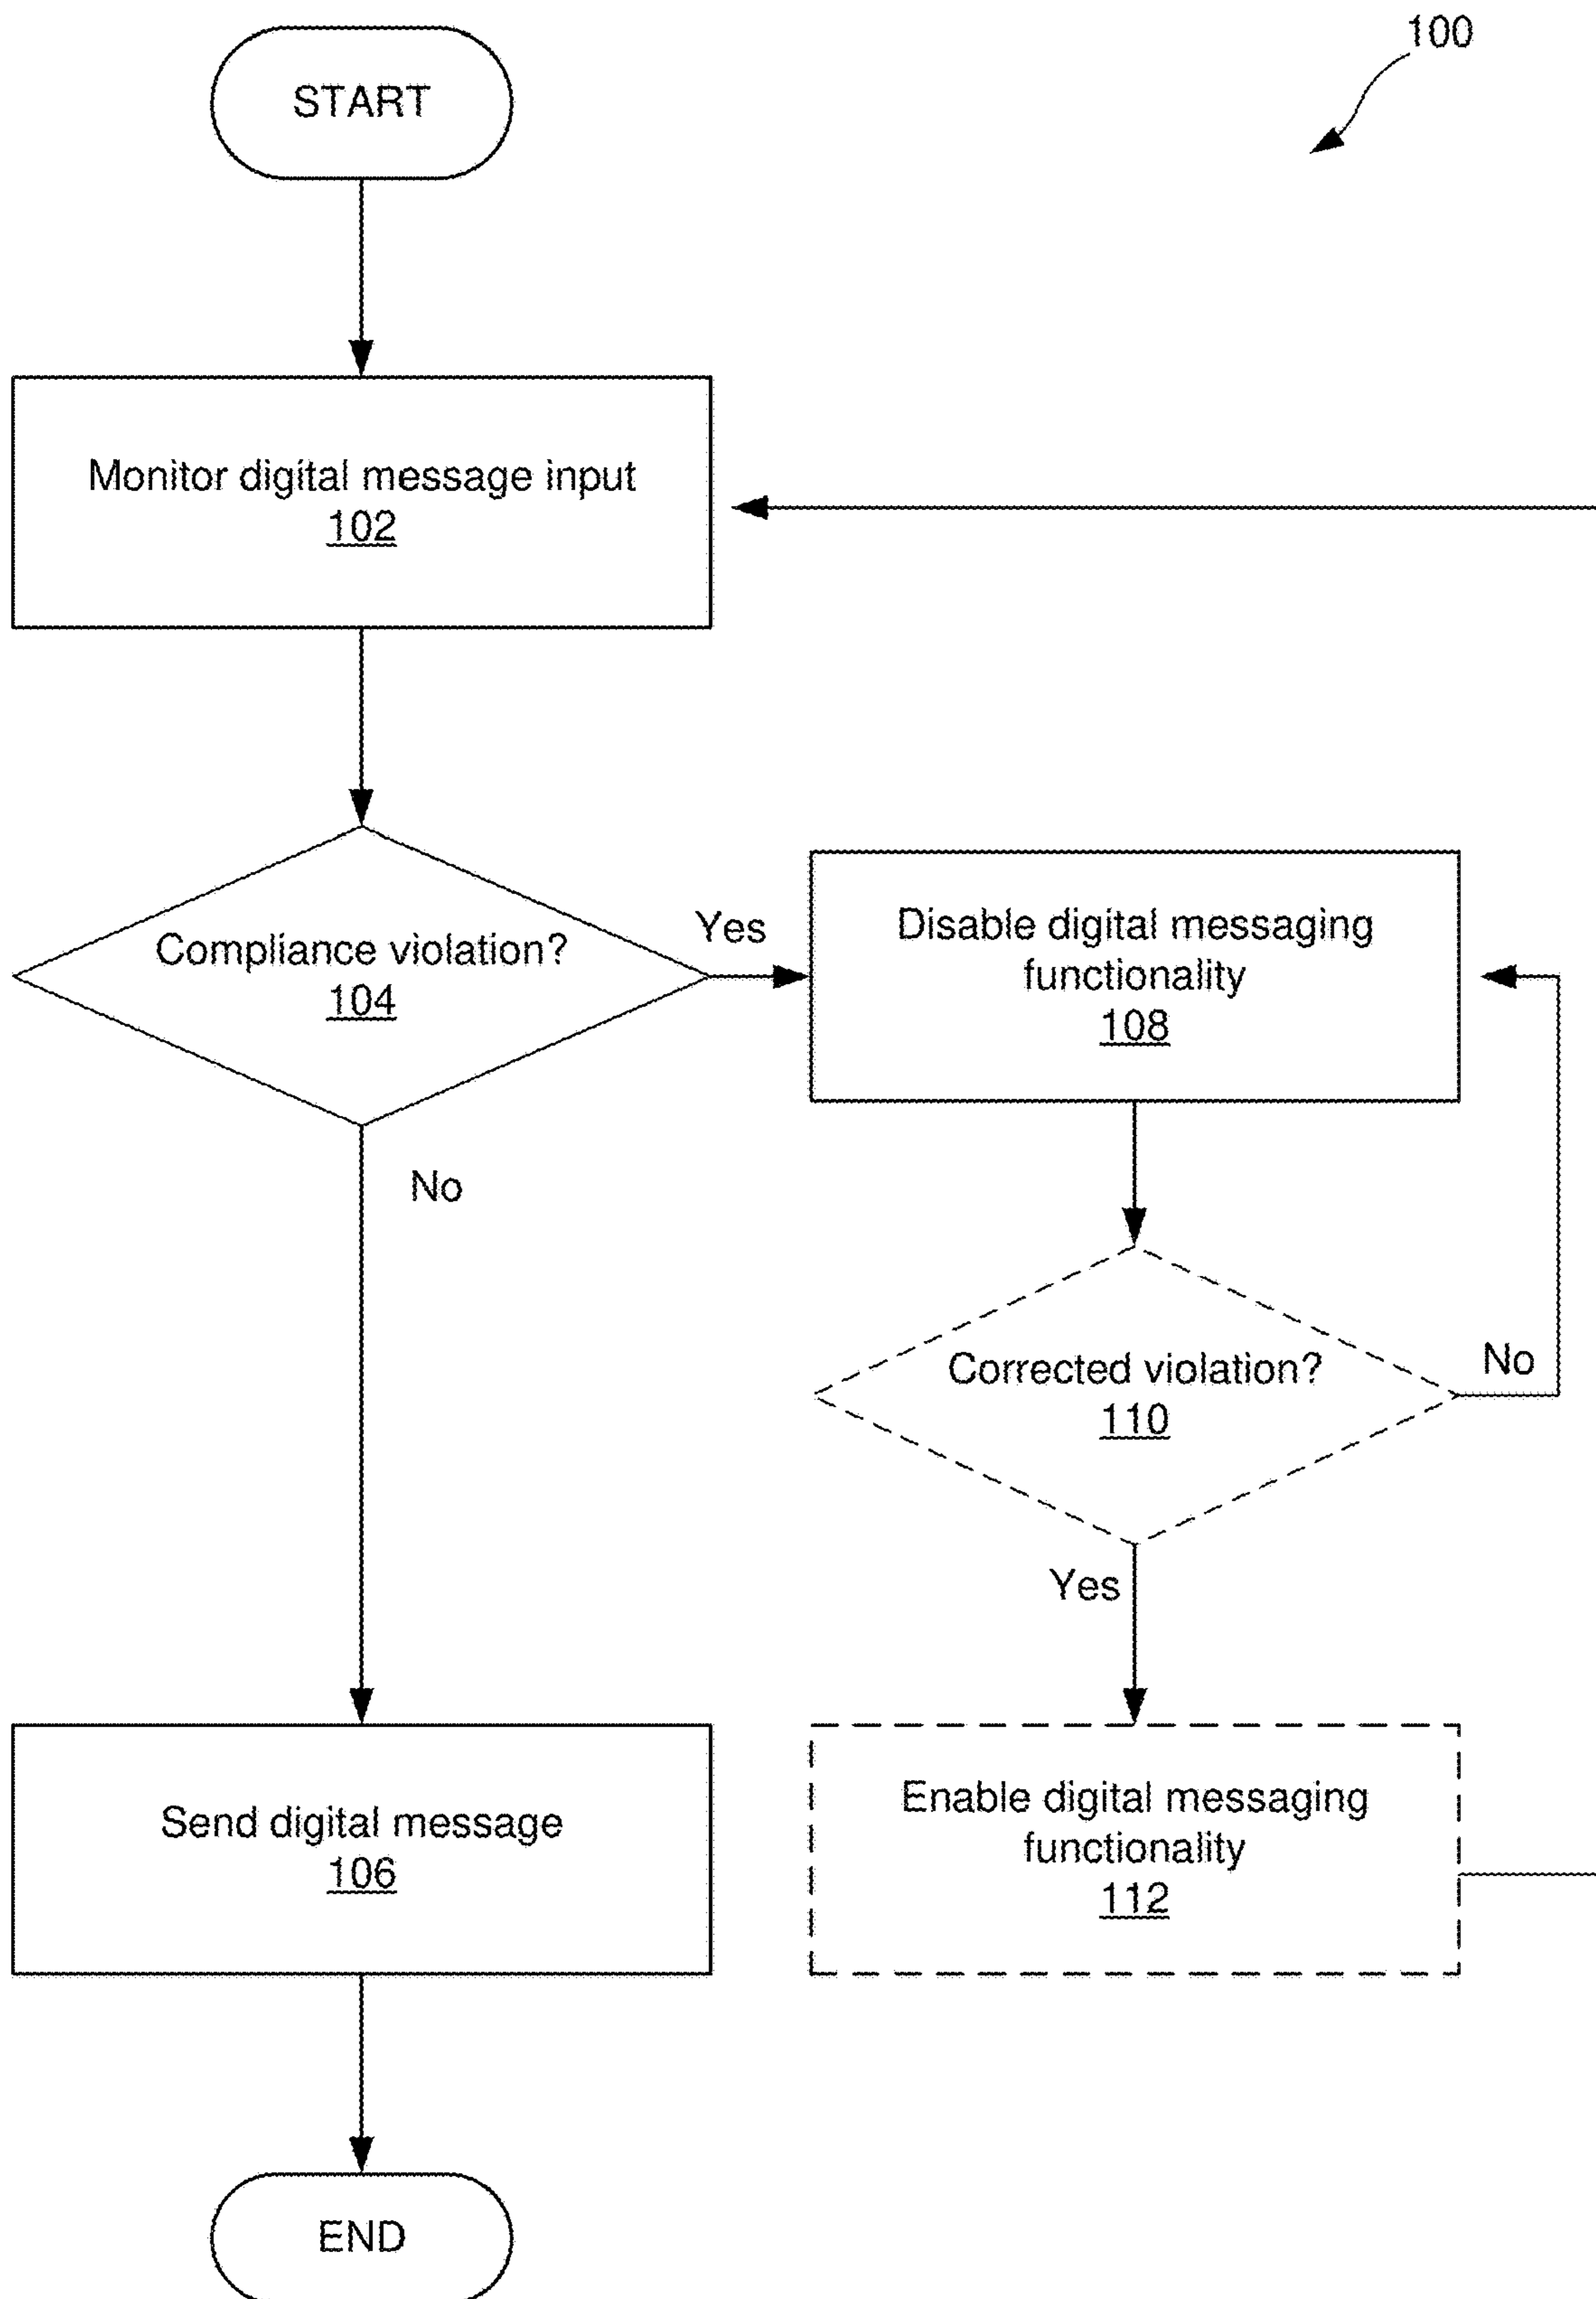 100
START
Monitor digital message input
102
Compliance violation?
104
Yes
No
Disable digital messaging
functionality
108
Corrected violation?
110
No
Yes
Send digital message
106
Enable digital messaging
functionality
112
END